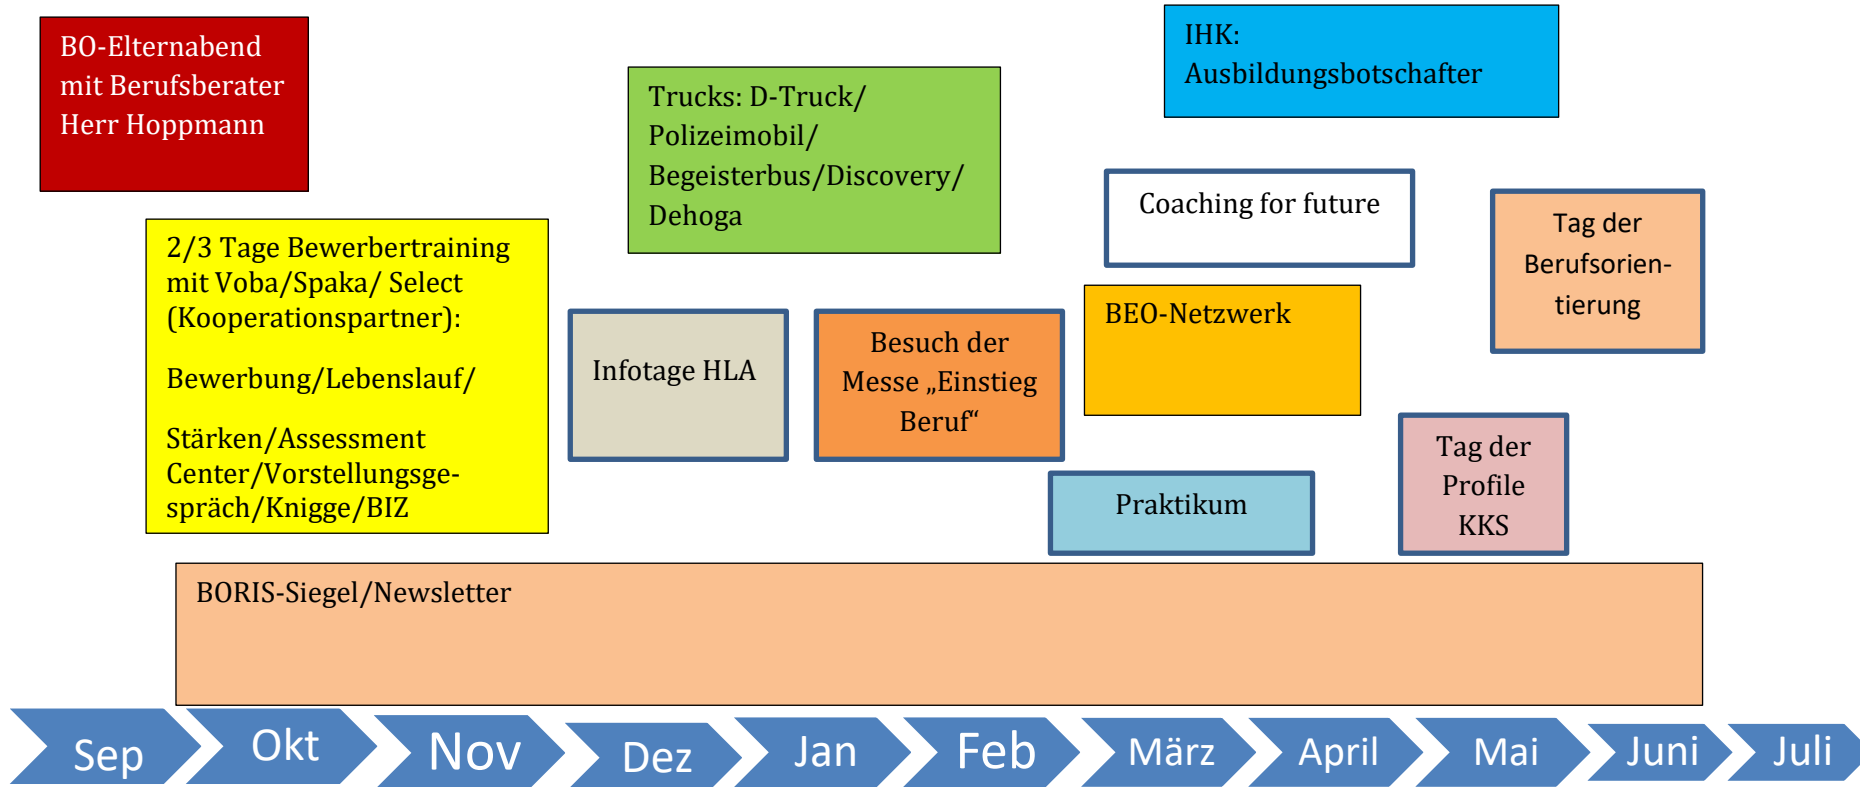 BO-Elternabend
mit Berufsberater
Herr Hoppmann
IHK:
Ausbildungsbotschafter
Trucks: D-Truck/
Polizeimobil/
Begeisterbus/Discovery/
Dehoga
Coaching for future
Tag der
Berufsorien-
tierung
2/3 Tage Bewerbertraining
mit Voba/Spaka/ Select
(Kooperationspartner):
Bewerbung/Lebenslauf/
Stärken/Assessment
Center/Vorstellungsge-
spräch/Knigge/BIZ
Infotage HLA
Besuch der
Messe „Einstieg
Beruf“
BEO-Netzwerk
Praktikum
Tag der
Profile
KKS
BORIS-Siegel/Newsletter
Sep
Okt
Nov
Dez
Jan
Feb
März
April
Mai
Juni
Juli